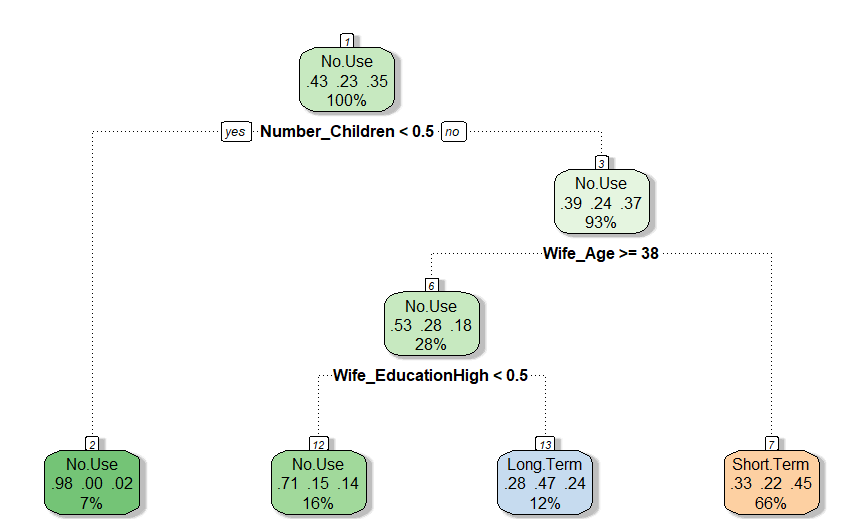 1
No.Use
.43 .23 .35
100%
yes Number_Children < 0.5 no
3
No.Use
.39 .24 .37
93%
Wife_Age >= 38
6
No.Use
.53 .28 .18
28%
Wife_EducationHigh < 0.5
2
No.Use
.98 .00 .02
7%
12
No.Use
.71 .15 .14
16%
13
Long.Term
.28 .47 .24
12%
7
Short.Term
.33 .22 .45
66%